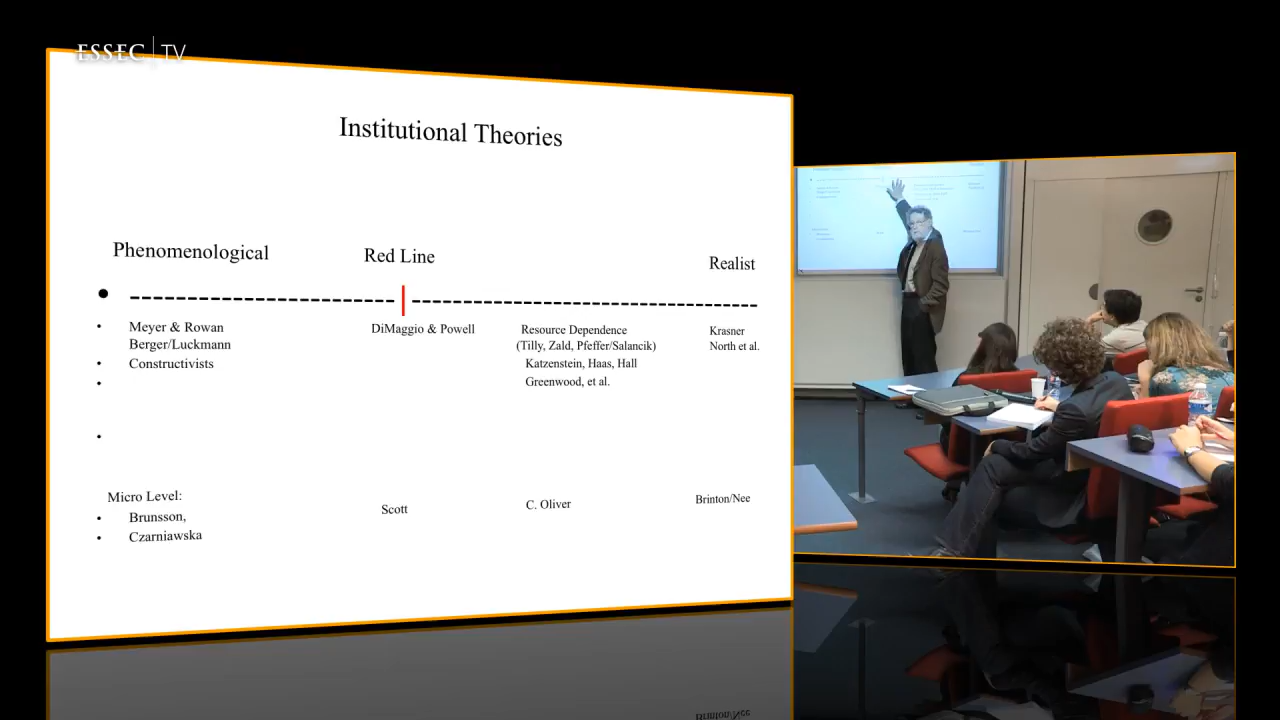 ESSEC | TV
Institutional Theories
Phenomenological Red Line Realist
Meyer & Rowan DiMaggio & Powell Resource Dependence Krasner
Berger/Luckmann (Tilly, Zald, Pfeffer/Salancik) North et al.
Constructivists Katzenstein, Haas, Hall
Greenwood, et al.
Micro Level: Scott C. Oliver Brinton/Nee
Brunsson,
Czarniawska